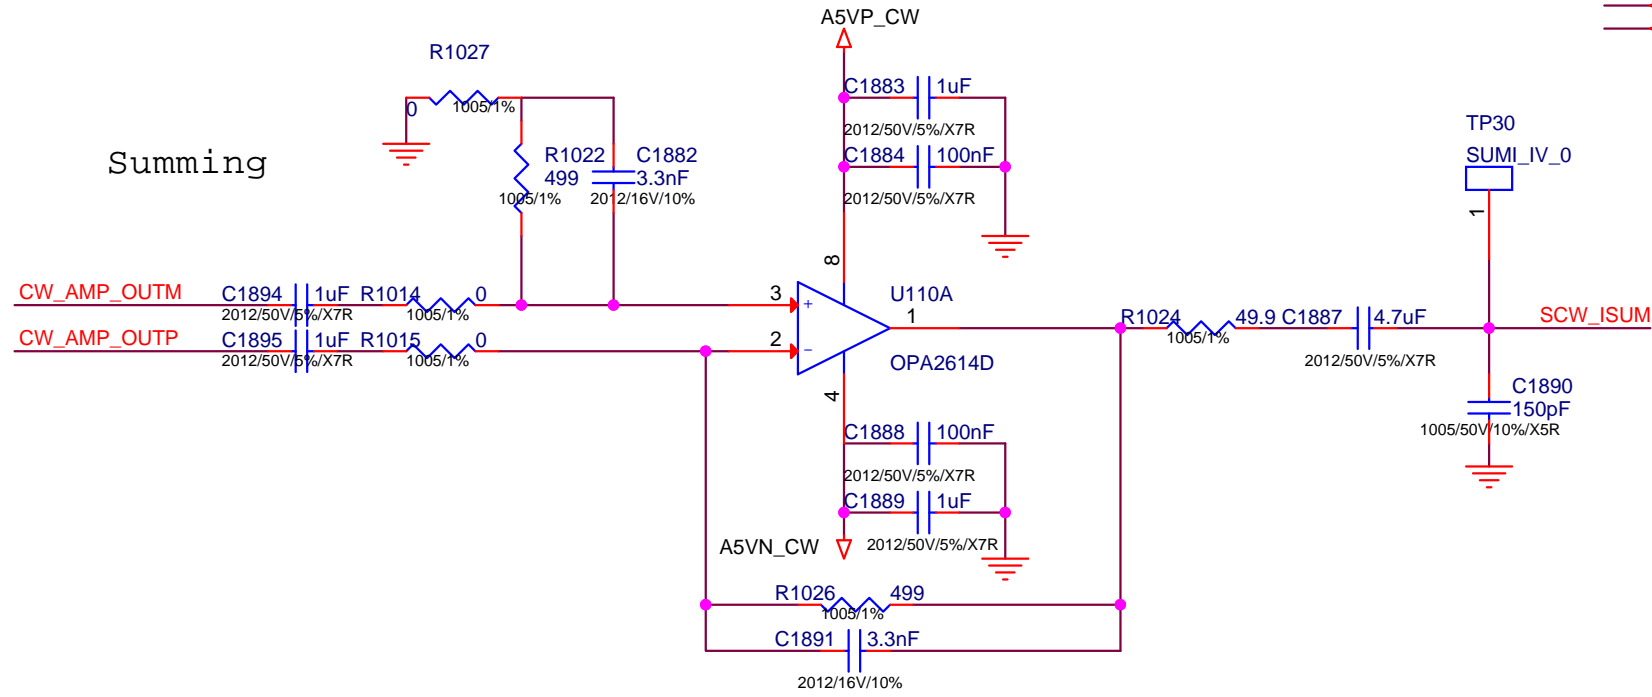 A5VP_CW
R1027
0
1005/1%
C1883
1uF
2012/50V/5%/X7R
TP30
SUMI_IV_0
1
Summing
R1022
499
1005/1%
C1882
3.3nF
2012/16V/10%
C1884
100nF
2012/50V/5%/X7R
8
CW_AMP_OUTM
C1894
1uF
2012/50V/5%/X7R
R1014
0
1005/1%
3
+
U110A
1
CW_AMP_OUTP
C1895
1uF
2012/50V/5%/X7R
R1015
0
1005/1%
2
-
OPA2614D
R1024
49.9
1005/1%
C1887
4.7uF
2012/50V/5%/X7R
SCW_ISUM
4
C1890
150pF
1005/50V/10%/X5R
C1888
100nF
2012/50V/5%/X7R
C1889
1uF
2012/50V/5%/X7R
A5VN_CW
R1026
499
1005/1%
C1891
3.3nF
2012/16V/10%